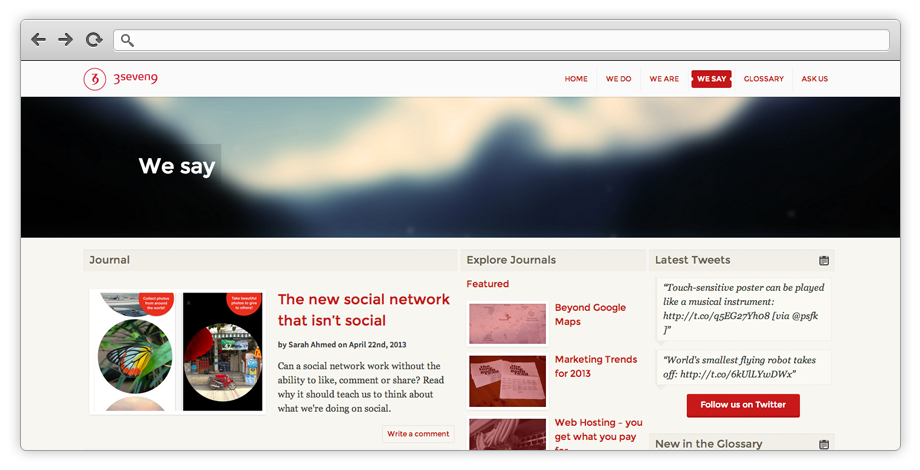 3seven9
HOME
WE DO
WE ARE
WE SAY
GLOSSARY
ASK US
We say
Journal
Collect photos
from around
the world!
Take beautiful
photos to give
to others!
The new social network
that isn't social
by Sarah Ahmed on April 22nd, 2013
Can a social network work without the
ability to like, comment or share? Read
why it should teach us to think about
what we're doing on social.
Write a comment
Explore Journals
Featured
Beyond Google
Maps
Marketing Trends
for 2013
Web Hosting – you
get what you pay
for
Latest Tweets
“Touch-sensitive poster can be played
like a musical instrument:
http://t.co/q5EG27Yh08 [via @psfk
]”
“World's smallest flying robot takes
off: http://t.co/6kUlLYwDWx”
Follow us on Twitter
New in the Glossary